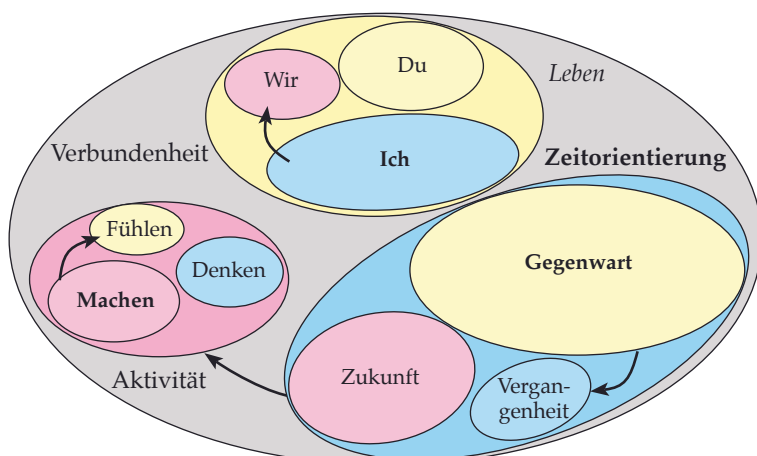 Du
Wir
Leben
Verbundenheit
Ich
Zeitorientierung
Fühlen
Denken
Machen
Gegenwart
Aktivität
Zukunft
Vergan-
genheit